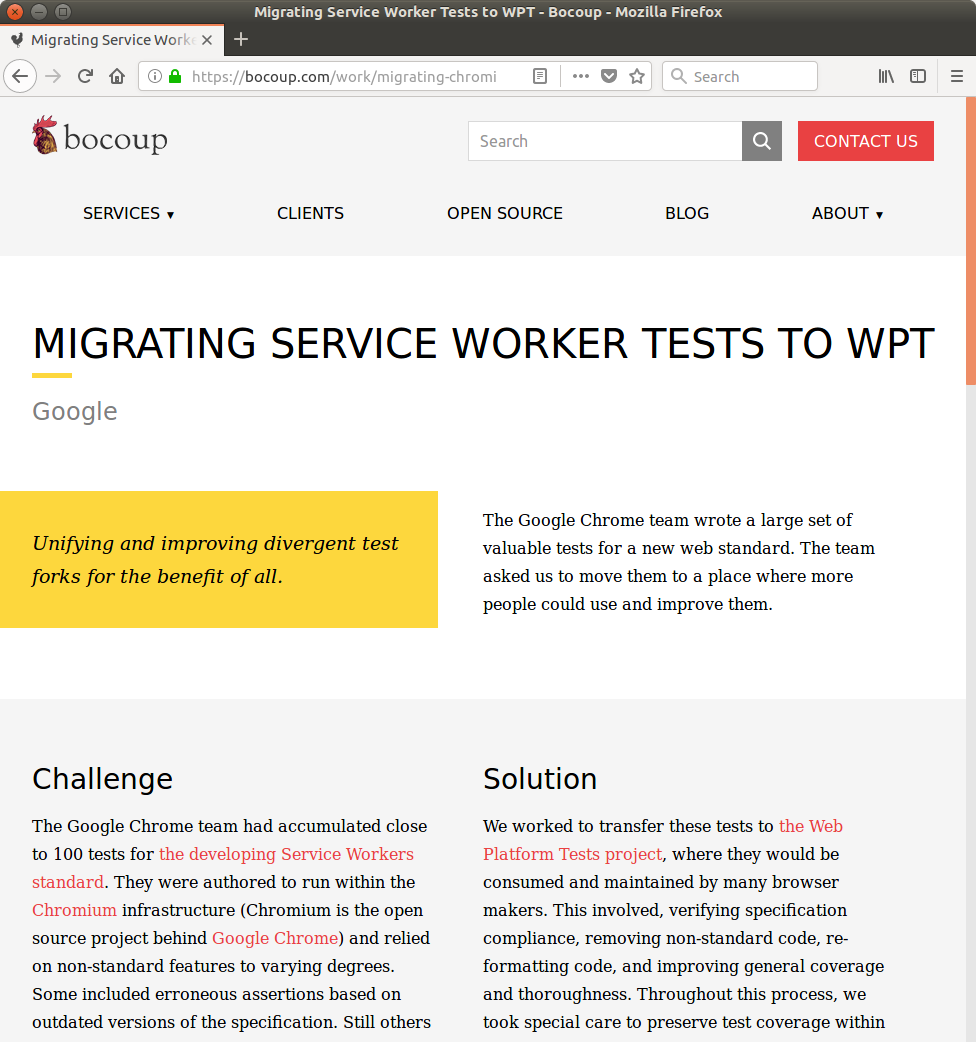 Migrating Service Worker Tests to WPT - Bocoup - Mozilla Firefox
Migrating Service Work
https://bocoup.com/work/migrating-chromi
Search
bocoup
Search
CONTACT US
SERVICES ▾
CLIENTS
OPEN SOURCE
BLOG
ABOUT ▾
MIGRATING SERVICE WORKER TESTS TO WPT
Google
Unifying and improving divergent test
forks for the benefit of all.
The Google Chrome team wrote a large set of
valuable tests for a new web standard. The team
asked us to move them to a place where more
people could use and improve them.
Challenge
The Google Chrome team had accumulated close
to 100 tests for the developing Service Workers
standard. They were authored to run within the
Chromium infrastructure (Chromium is the open
source project behind Google Chrome) and relied
on non-standard features to varying degrees.
Some included erroneous assertions based on
outdated versions of the specification. Still others
Solution
We worked to transfer these tests to the Web
Platform Tests project, where they would be
consumed and maintained by many browser
makers. This involved, verifying specification
compliance, removing non-standard code, re-
formatting code, and improving general coverage
and thoroughness. Throughout this process, we
took special care to preserve test coverage within